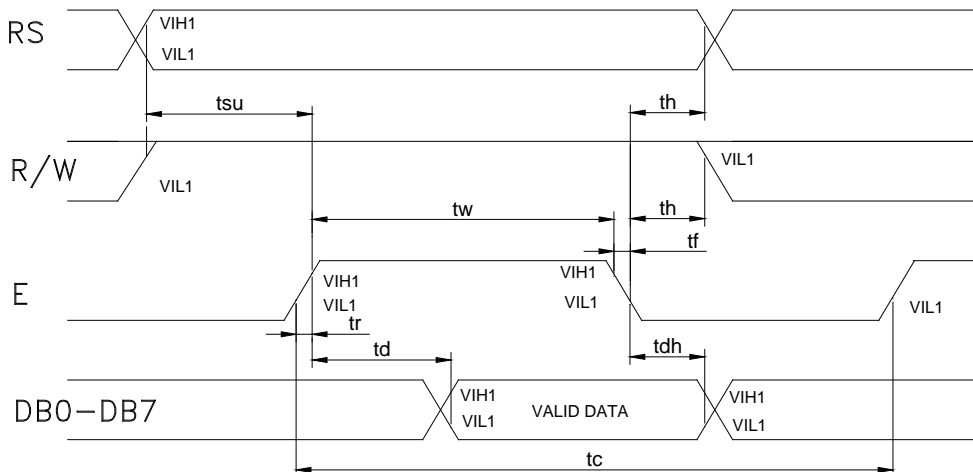 RS
VIH1
VIL1
tsu
th
R/W
VIL1
VIL1
tw
th
tf
E
VIH1
VIL1
VIH1
VIL1
VIL1
tr
td
tdh
DB0-DB7
VIH1
VIL1
VALID DATA
VIH1
VIL1
tc